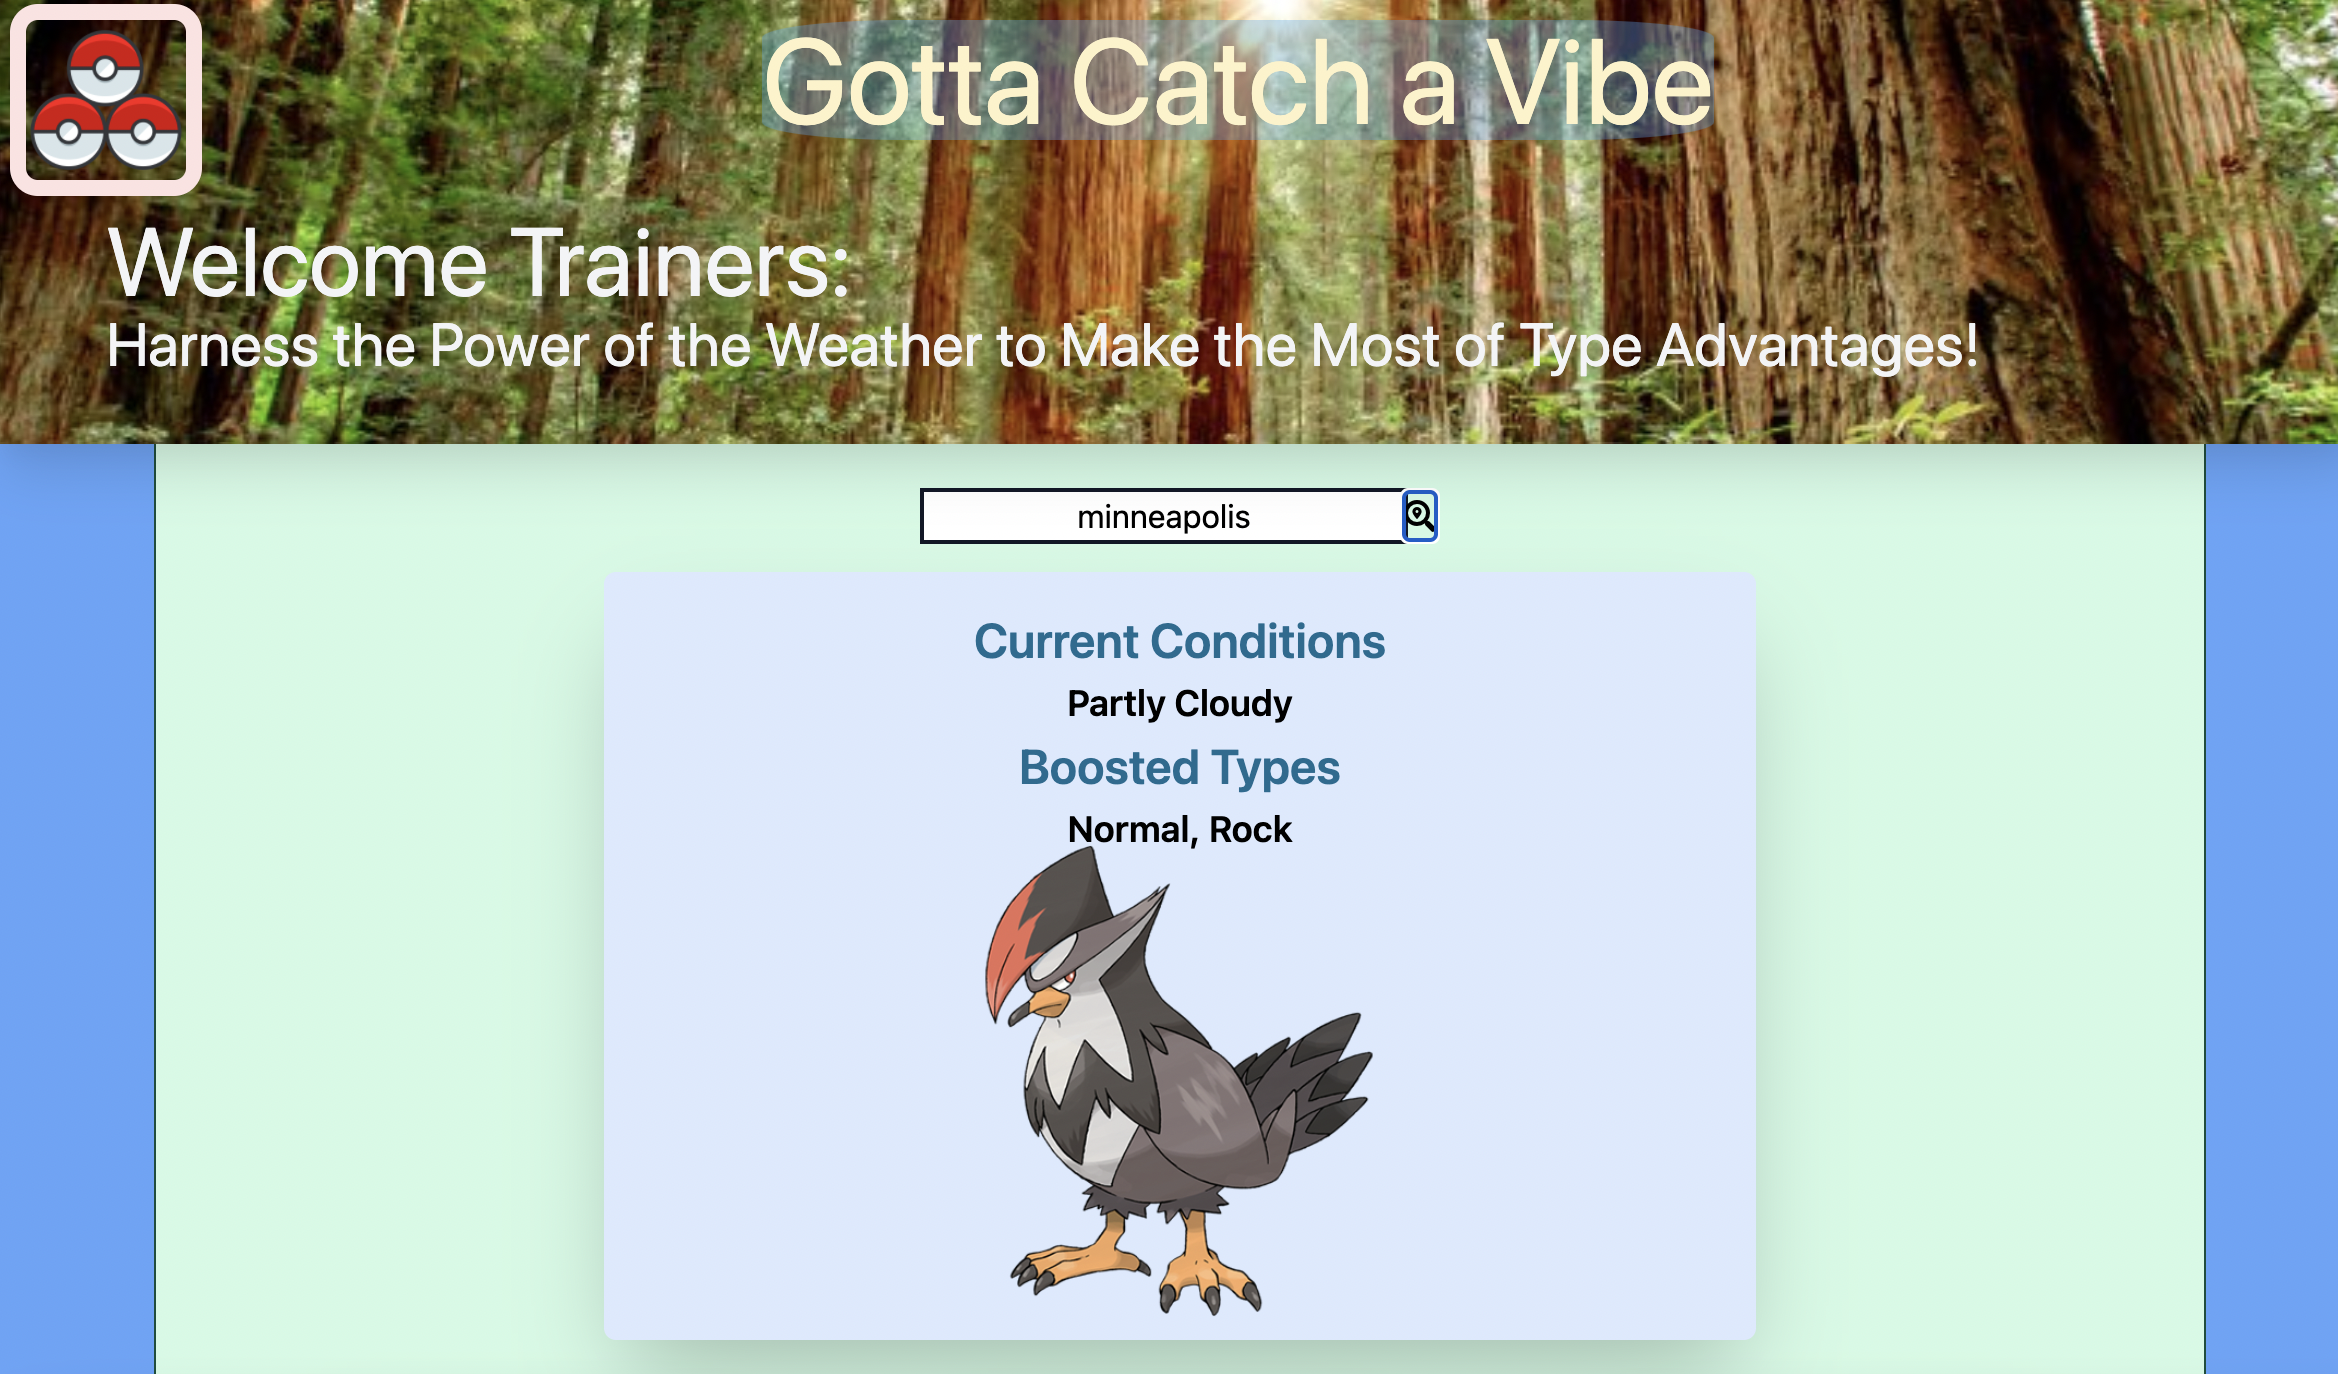 Gotta Catch a Vibe
Welcome Trainers:
Harness the Power of the Weather to Make the Most of Type Advantages!
minneapolis
Current Conditions
Partly Cloudy
Boosted Types
Normal, Rock